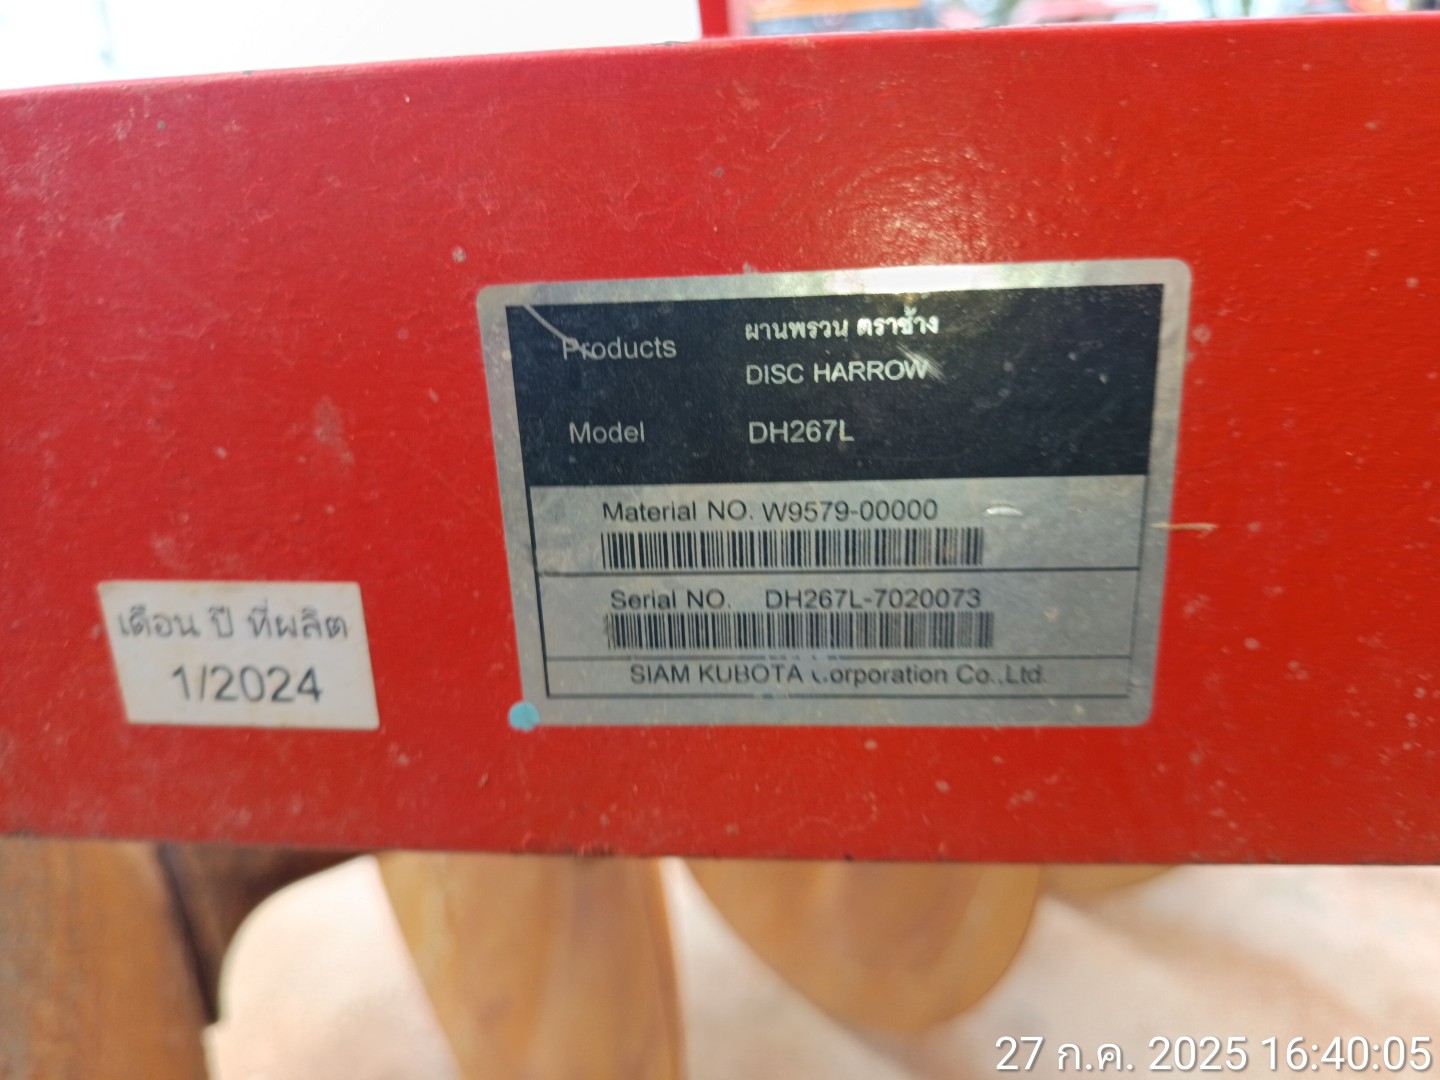 Products ผานพรวน ตราช้าง
DISC HARROW
Model DH267L
Material NO. W9579-00000
Serial NO. DH267L-7020073
SIAM KUBOTA Corporation Co.,Ltd.
เดือน ปี ที่ผลิต
1/2024
27 ก.ค. 2025 16:40:05